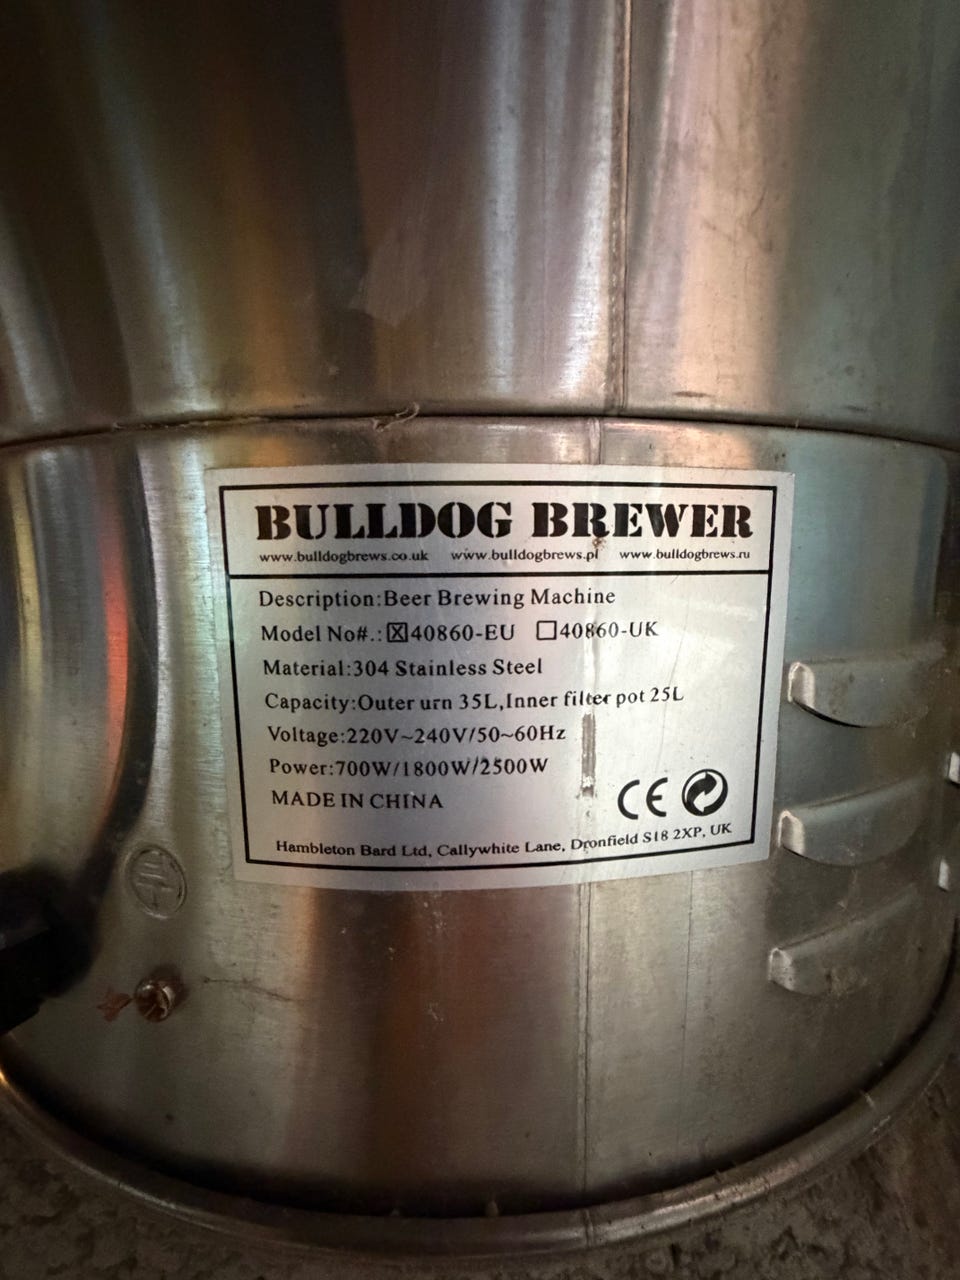 BULLDOG BREWER
www.bulldogbrews.co.uk www.bulldogbrews.pl www.bulldogbrews.ru
Description:Beer Brewing Machine
Model No#.:☒40860-EU ☐40860-UK
Material:304 Stainless Steel
Capacity:Outer urn 35L,Inner filter pot 25L
Voltage:220V~240V/50~60Hz
Power:700W/1800W/2500W
MADE IN CHINA
CE
Hambleton Bard Ltd, Callywhite Lane, Dronfield S18 2XP, UK